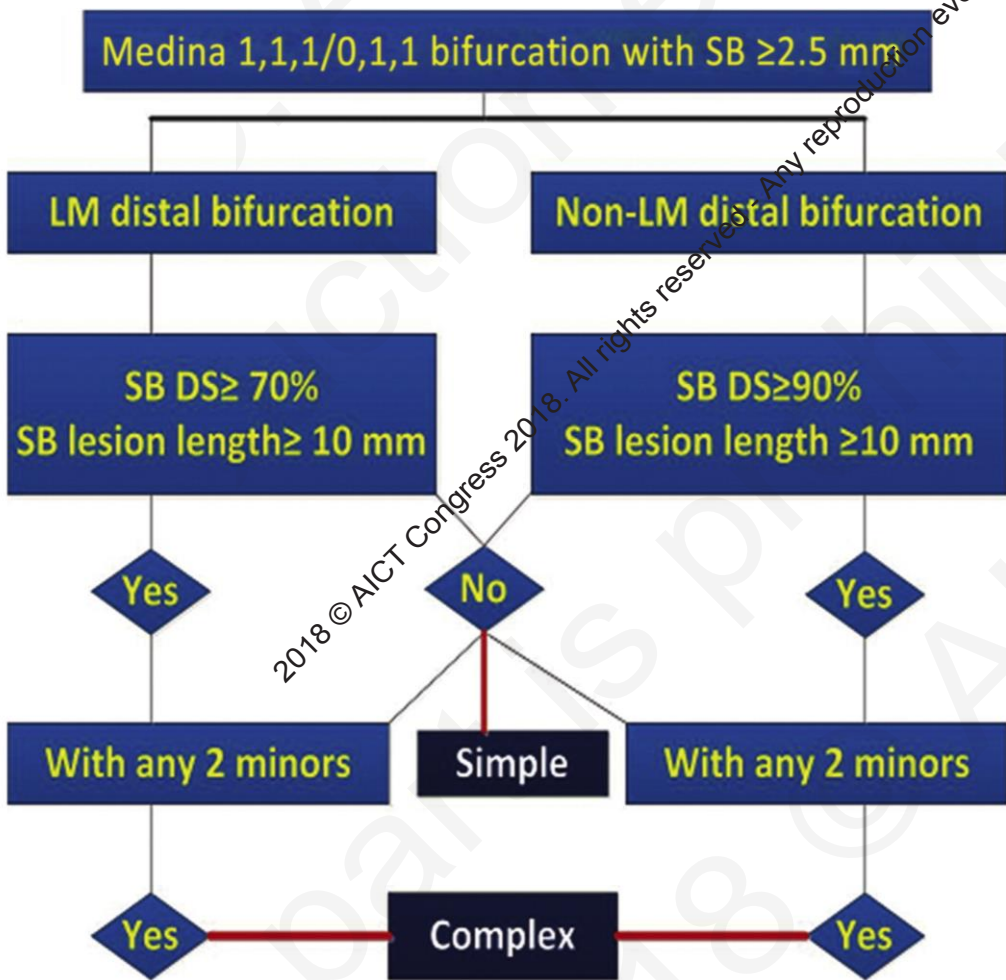 Medina 1,1,1/0,1,1 bifurcation with SB ≥2.5 mm
LM distal bifurcation
Non-LM distal bifurcation
SB DS≥ 70%
SB lesion length≥ 10 mm
SB DS≥90%
SB lesion length ≥10 mm
Yes
No
Yes
With any 2 minors
Simple
With any 2 minors
Yes
Complex
Yes
2018 © AICT Congress 2018. All rights reserved. Any reproduction